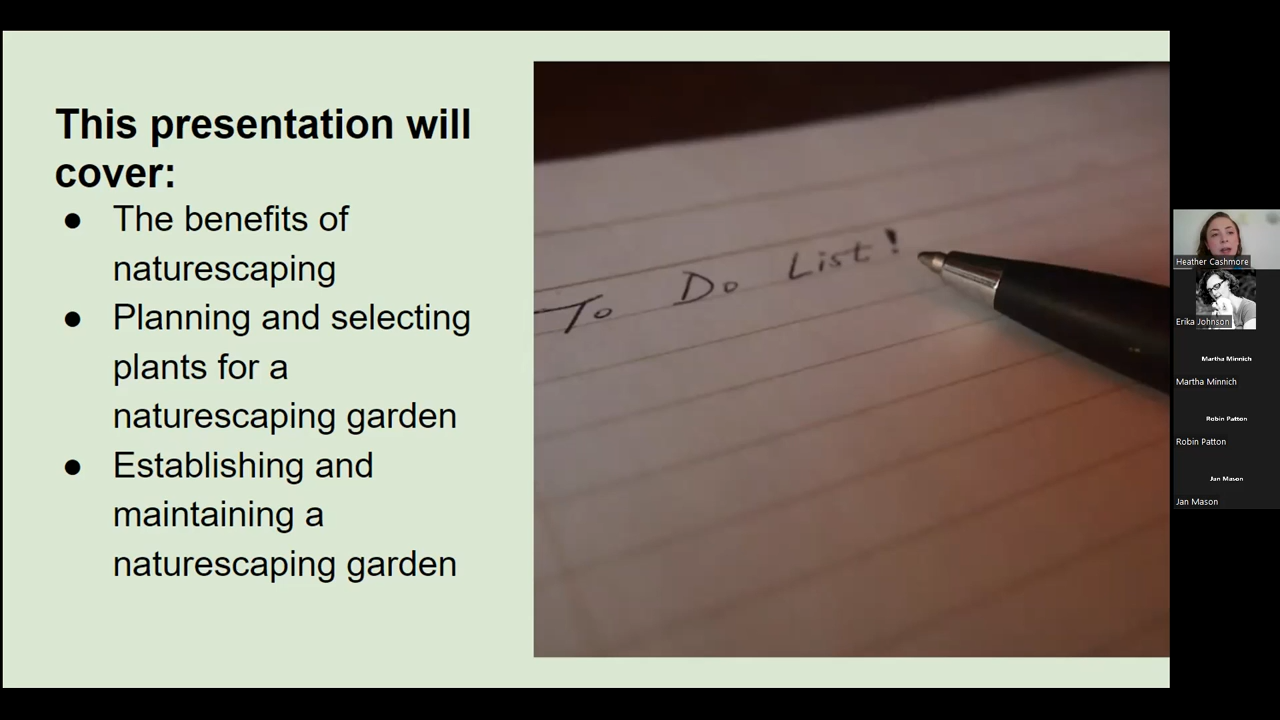 This presentation will
cover:
● The benefits of
naturescaping
● Planning and selecting
plants for a
naturescaping garden
● Establishing and
maintaining a
naturescaping garden
To Do List!
Heather Cashmore
Erika Johnson
Martha Minnich
Martha Minnich
Robin Patton
Robin Patton
Jan Mason
Jan Mason